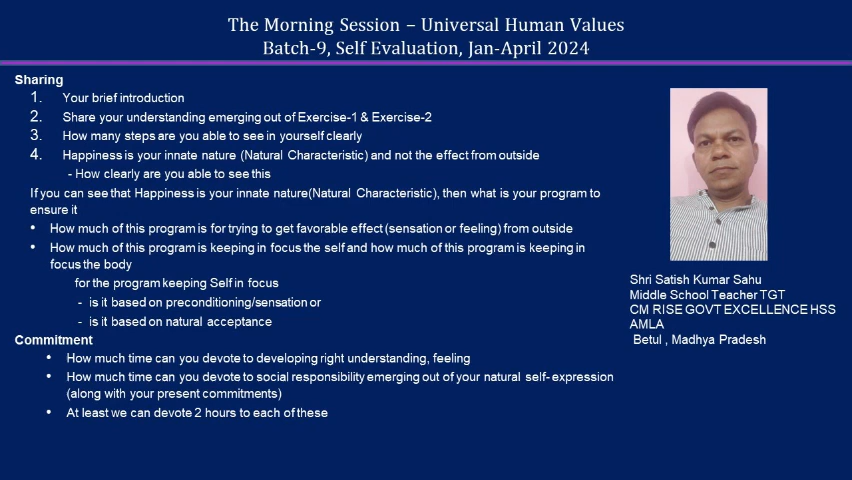 The Morning Session – Universal Human Values
Batch-9, Self Evaluation, Jan-April 2024
Sharing
1. Your brief introduction
2. Share your understanding emerging out of Exercise-1 & Exercise-2
3. How many steps are you able to see in yourself clearly
4. Happiness is your innate nature (Natural Characteristic) and not the effect from outside
- How clearly are you able to see this
If you can see that Happiness is your innate nature(Natural Characteristic), then what is your program to
ensure it
• How much of this program is for trying to get favorable effect (sensation or feeling) from outside
• How much of this program is keeping in focus the self and how much of this program is keeping in
focus the body
for the program keeping Self in focus
- is it based on preconditioning/sensation or
- is it based on natural acceptance
Commitment
• How much time can you devote to developing right understanding, feeling
• How much time can you devote to social responsibility emerging out of your natural self- expression
(along with your present commitments)
• At least we can devote 2 hours to each of these
Shri Satish Kumar Sahu
Middle School Teacher TGT
CM RISE GOVT EXCELLENCE HSS
AMLA
Betul , Madhya Pradesh